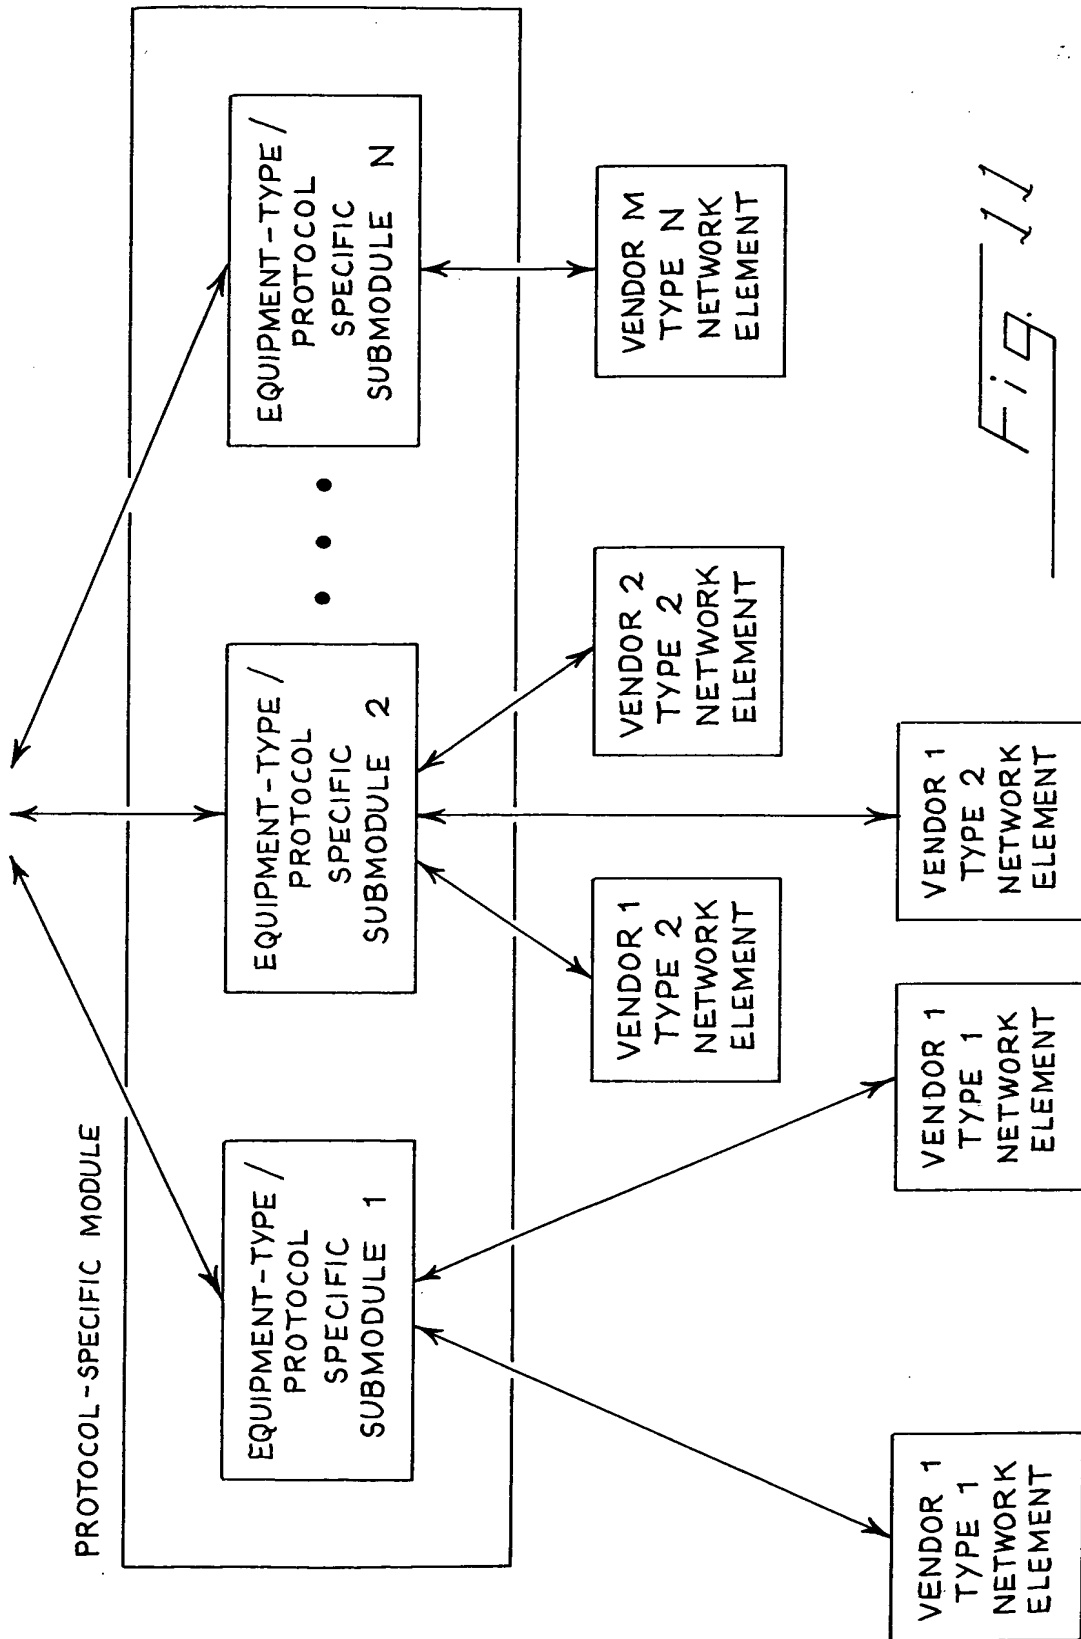 PROTOCOL-SPECIFIC MODULE
EQUIPMENT-TYPE/
PROTOCOL
SPECIFIC
SUBMODULE 1
EQUIPMENT-TYPE/
PROTOCOL
SPECIFIC
SUBMODULE 2
EQUIPMENT-TYPE/
PROTOCOL
SPECIFIC
SUBMODULE N
VENDOR 1
TYPE 2
NETWORK
ELEMENT
VENDOR 2
TYPE 2
NETWORK
ELEMENT
VENDOR M
TYPE N
NETWORK
ELEMENT
VENDOR 1
TYPE 1
NETWORK
ELEMENT
VENDOR 1
TYPE 1
NETWORK
ELEMENT
VENDOR 1
TYPE 2
NETWORK
ELEMENT
Fig. 11